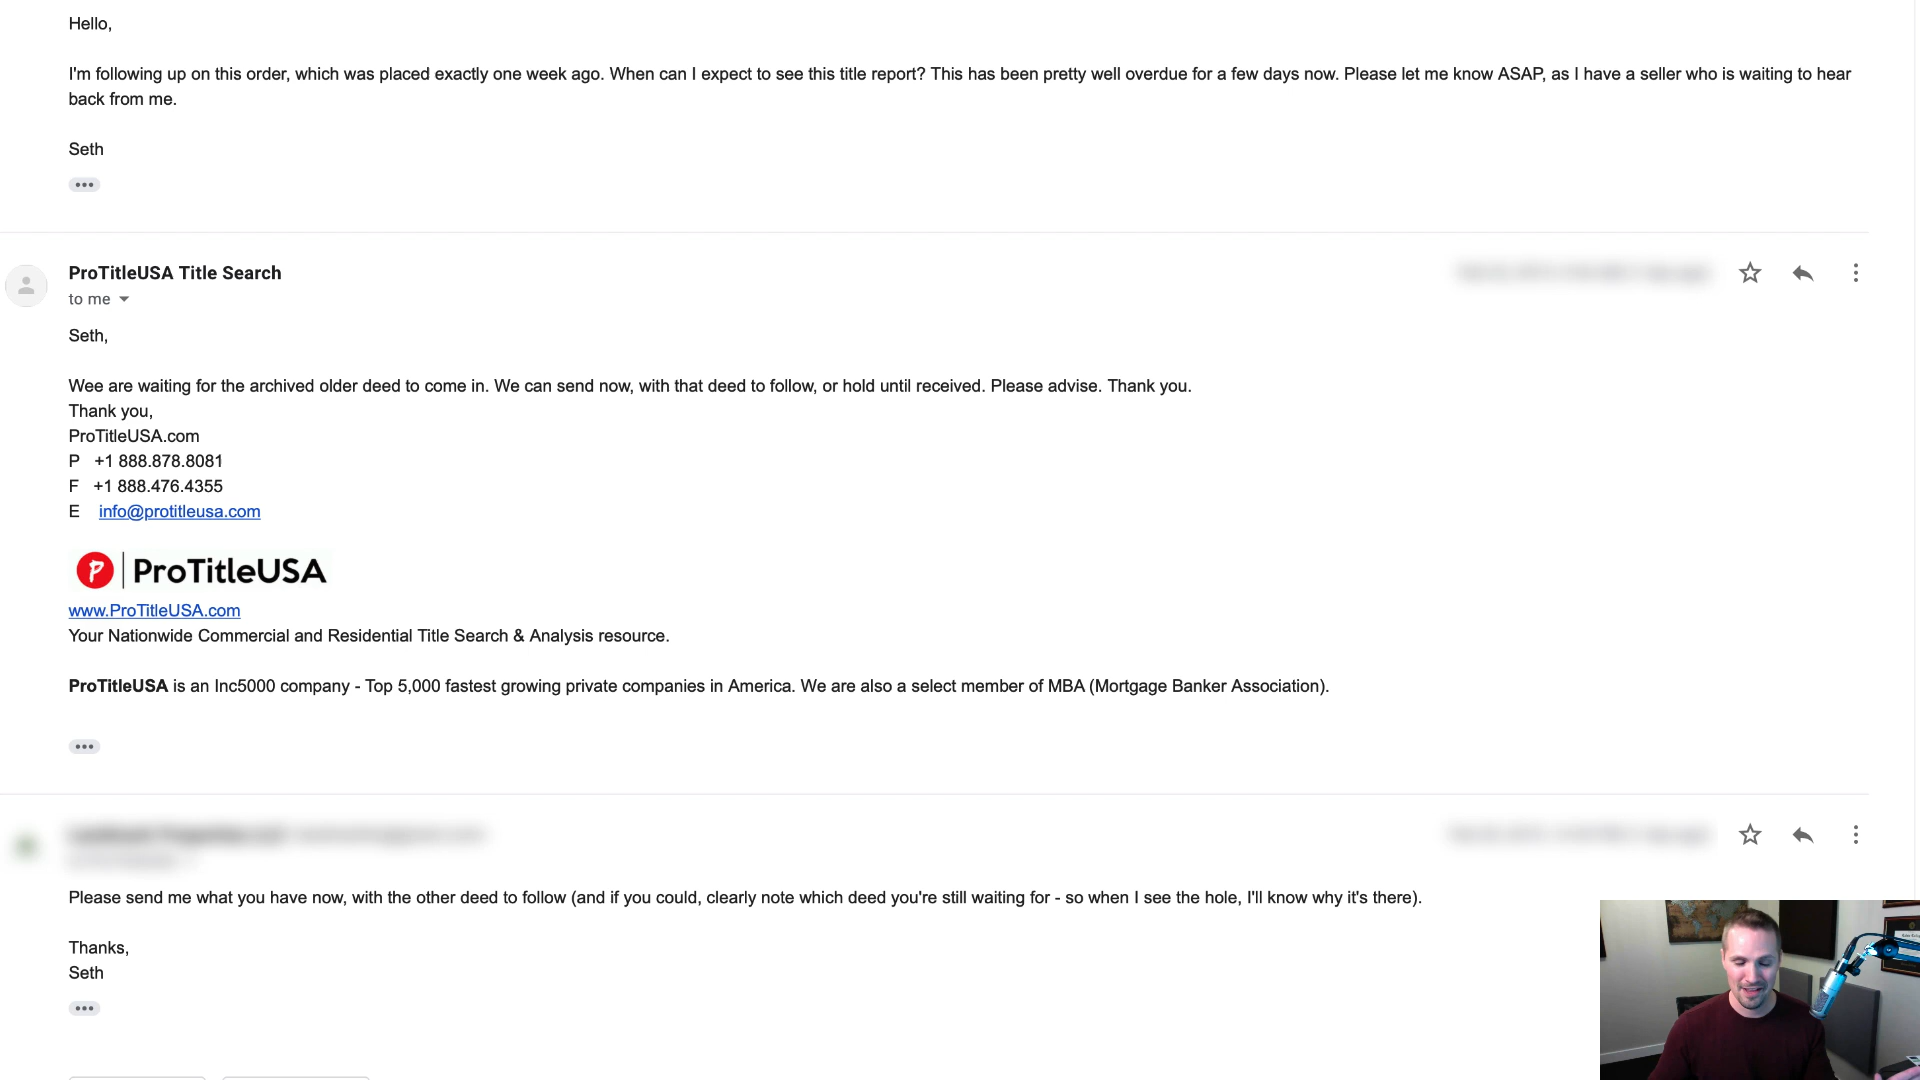 Hello,
I'm following up on this order, which was placed exactly one week ago. When can I expect to see this title report? This has been pretty well overdue for a few days now. Please let me know ASAP, as I have a seller who is waiting to hear
back from me.
Seth
ProTitleUSA Title Search
to me
Seth,
Wee are waiting for the archived older deed to come in. We can send now, with that deed to follow, or hold until received. Please advise. Thank you.
Thank you,
ProTitleUSA.com
P +1 888.878.8081
F +1 888.476.4355
E info@protitleusa.com
P ProTitleUSA
www.ProTitleUSA.com
Your Nationwide Commercial and Residential Title Search & Analysis resource.
ProTitleUSA is an Inc5000 company - Top 5,000 fastest growing private companies in America. We are also a select member of MBA (Mortgage Banker Association).
Please send me what you have now, with the other deed to follow (and if you could, clearly note which deed you're still waiting for - so when I see the hole, I'll know why it's there).
Thanks,
Seth